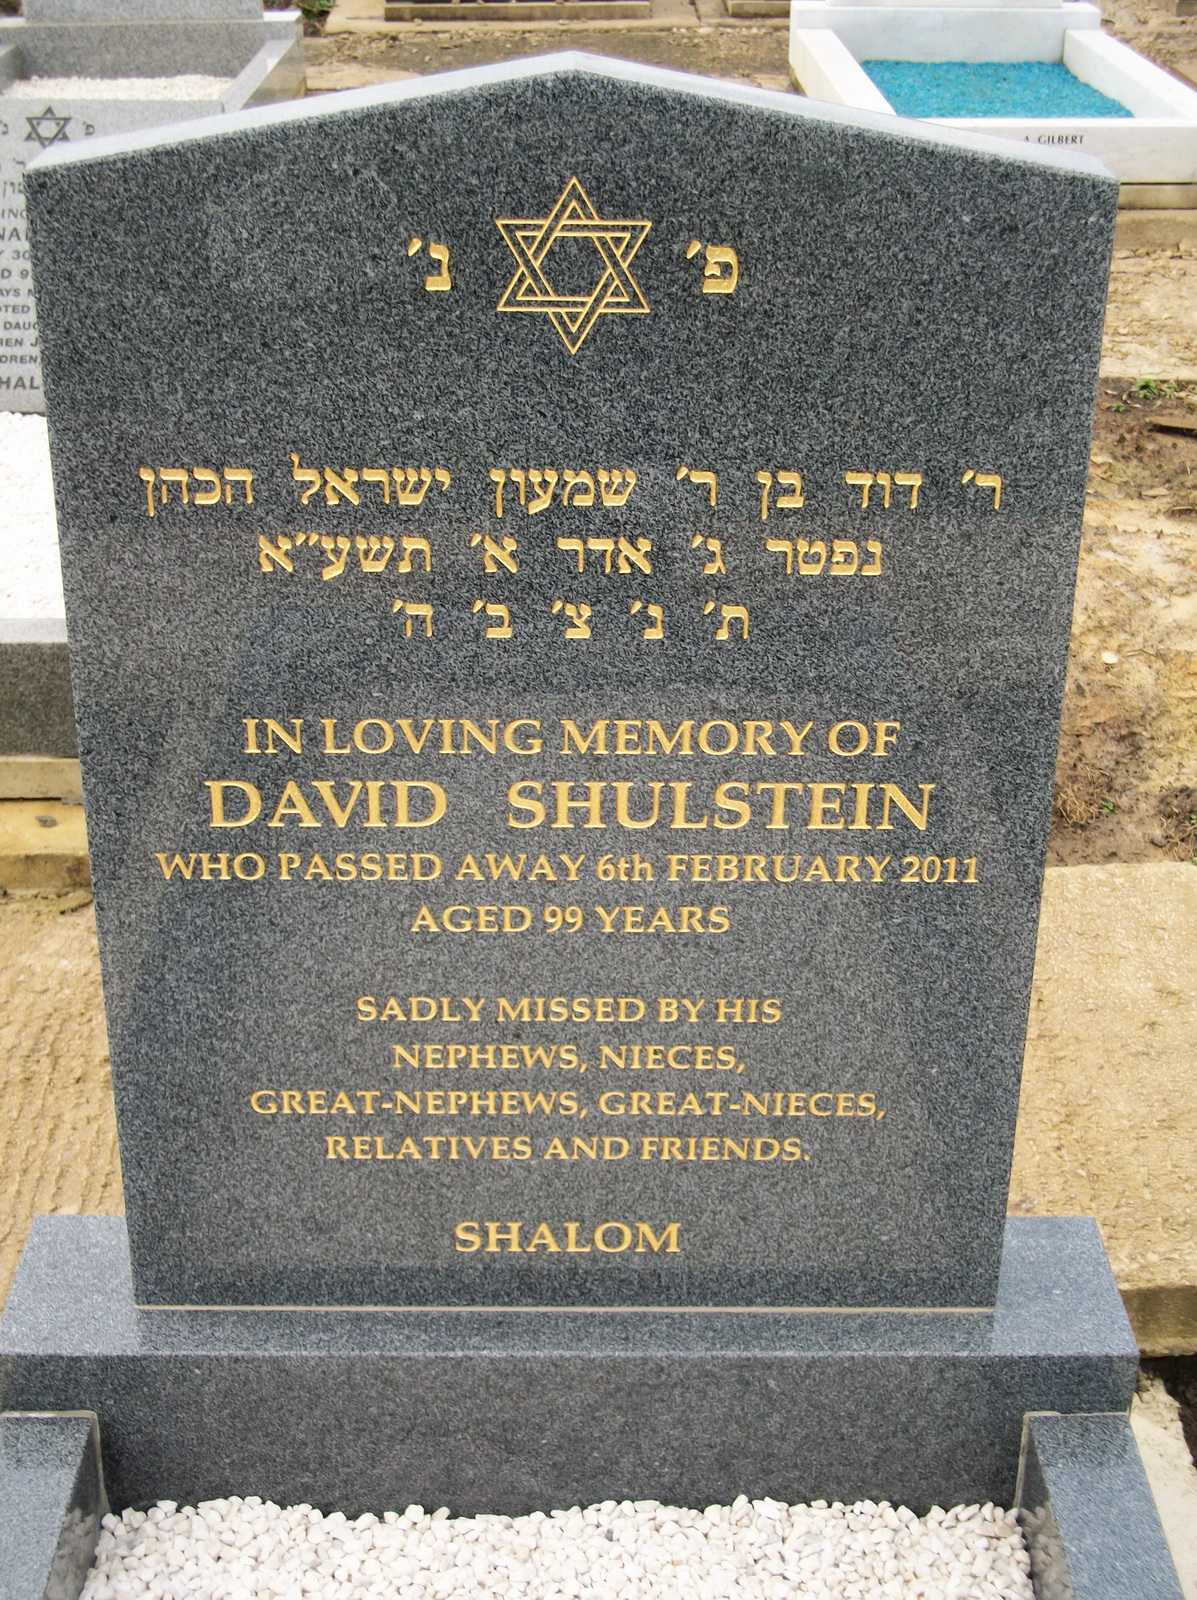 פ׳ נ׳
ר׳ דוד בן ר׳ שמעון ישראל הכהן
נפטר ג׳ אדר א׳ תשע״א
ת׳ נ׳ צ׳ ב׳ ה׳
IN LOVING MEMORY OF
DAVID SHULSTEIN
WHO PASSED AWAY 6th FEBRUARY 2011
AGED 99 YEARS
SADLY MISSED BY HIS
NEPHEWS, NIECES,
GREAT-NEPHEWS, GREAT-NIECES,
RELATIVES AND FRIENDS.
SHALOM
A GILBERT